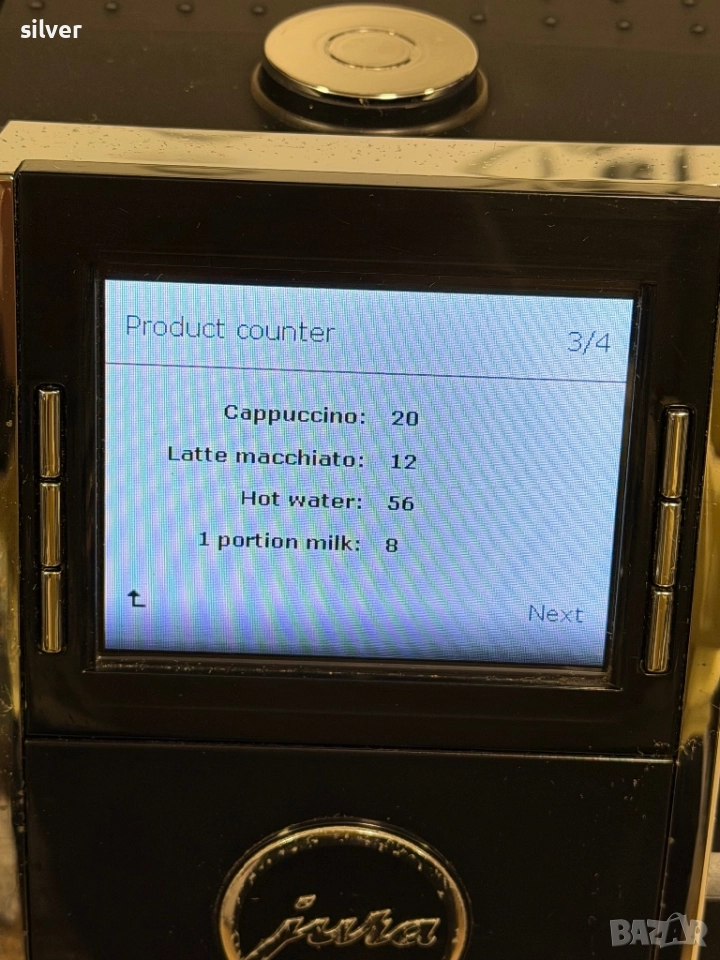 silver
Product counter 3/4
Cappuccino: 20
Latte macchiato: 12
Hot water: 56
1 portion milk: 8
Next
jura
BAZAR